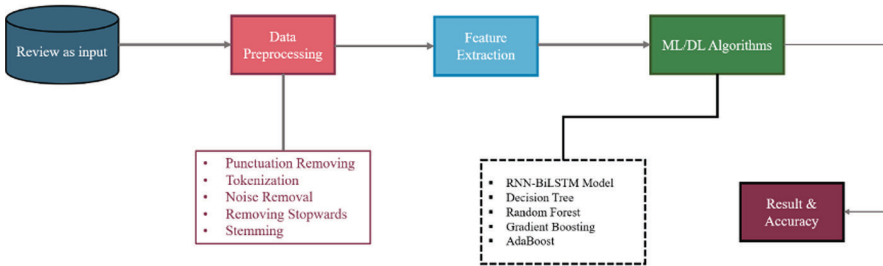 Review as input
Data
Preprocessing
Feature
Extraction
ML/DL Algorithms
• Punctuation Removing
• Tokenization
• Noise Removal
• Removing Stopwards
• Stemming
▪ RNN-BiLSTM Model
▪ Decision Tree
▪ Random Forest
▪ Gradient Boosting
▪ AdaBoost
Result &
Accuracy